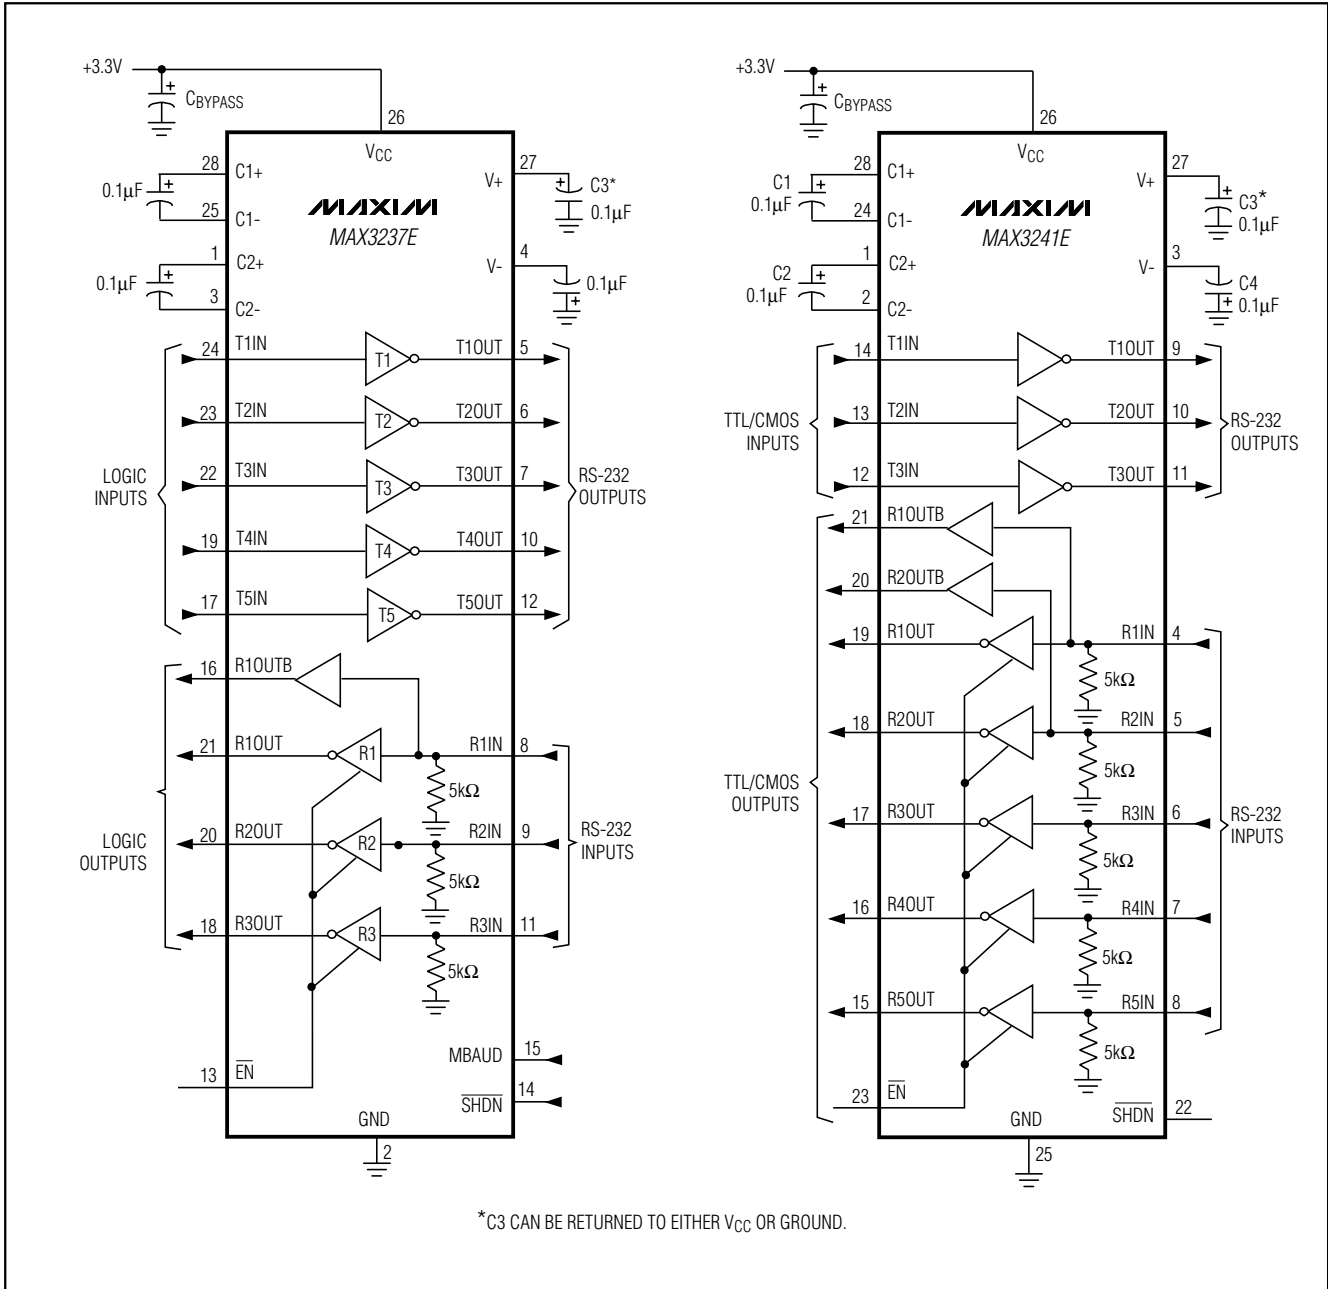 +3.3V
CBYPASS
26
VCC
28
C1+
0.1µF
25
C1-
1
C2+
0.1µF
3
C2-
MAXIM
MAX3237E
27
V+
C3*
0.1µF
4
V-
0.1µF
LOGIC
INPUTS
24
T1IN
T1
T1OUT
5
23
T2IN
T2
T2OUT
6
22
T3IN
T3
T3OUT
7
19
T4IN
T4
T4OUT
10
17
T5IN
T5
T5OUT
12
RS-232
OUTPUTS
LOGIC
OUTPUTS
16
R1OUTB
21
R1OUT
R1
R1IN
8
5kΩ
20
R2OUT
R2
R2IN
9
5kΩ
18
R3OUT
R3
R3IN
11
5kΩ
RS-232
INPUTS
MBAUD
15
13
EN
SHDN
14
GND
2
+3.3V
CBYPASS
26
VCC
28
C1+
C1
0.1µF
24
C1-
1
C2+
C2
0.1µF
2
C2-
MAXIM
MAX3241E
27
V+
C3*
0.1µF
3
V-
C4
0.1µF
TTL/CMOS
INPUTS
14
T1IN
T1OUT
9
13
T2IN
T2OUT
10
12
T3IN
T3OUT
11
RS-232
OUTPUTS
TTL/CMOS
OUTPUTS
21
R1OUTB
20
R2OUTB
19
R1OUT
R1IN
4
5kΩ
18
R2OUT
R2IN
5
5kΩ
17
R3OUT
R3IN
6
5kΩ
16
R4OUT
R4IN
7
5kΩ
15
R5OUT
R5IN
8
5kΩ
RS-232
INPUTS
23
EN
SHDN
22
GND
25
*C3 CAN BE RETURNED TO EITHER VCC OR GROUND.